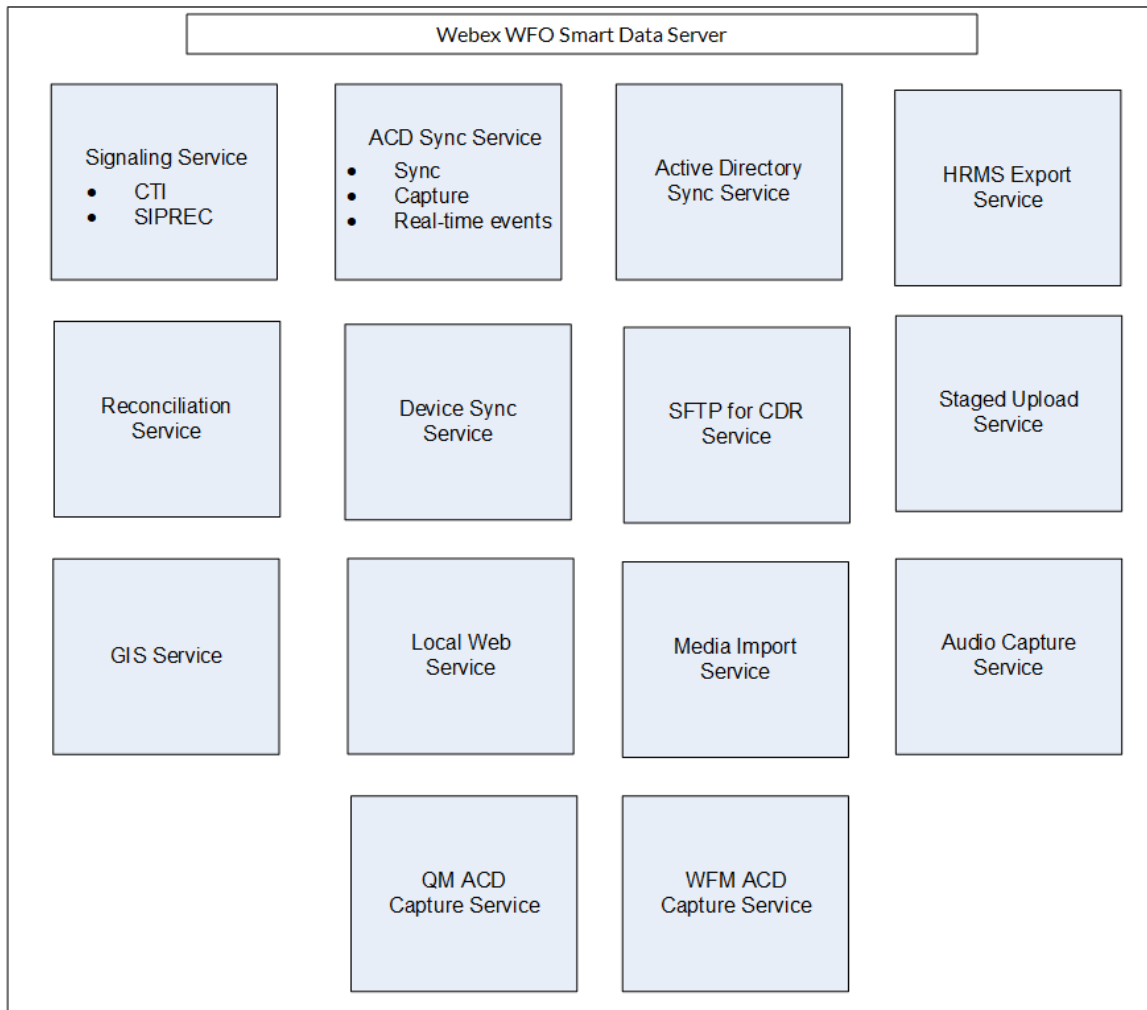 Webex WFO Smart Data Server
Signaling Service
• CTI
• SIPREC
ACD Sync Service
• Sync
• Capture
• Real-time events
Active Directory
Sync Service
HRMS Export
Service
Reconciliation
Service
Device Sync
Service
SFTP for CDR
Service
Staged Upload
Service
GIS Service
Local Web
Service
Media Import
Service
Audio Capture
Service
QM ACD
Capture Service
WFM ACD
Capture Service